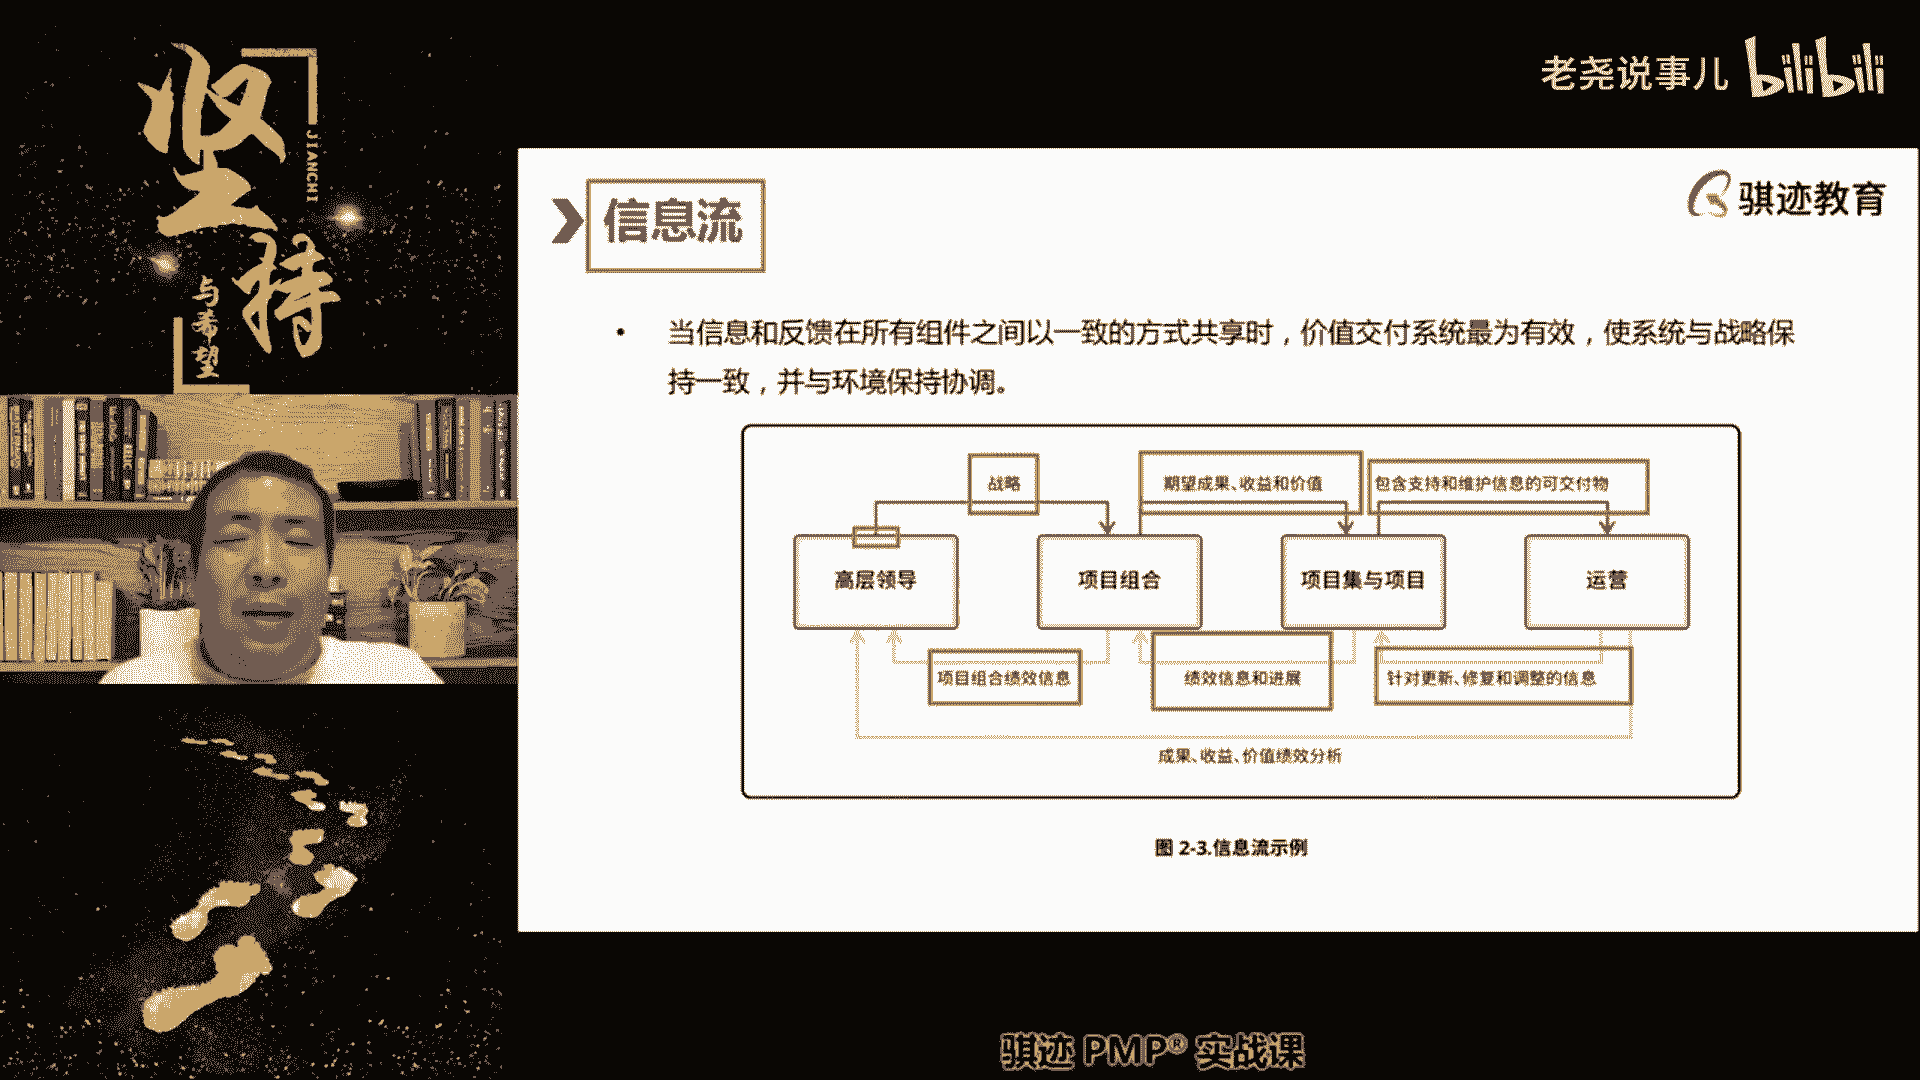 坚持
JIANCHI
与希望
老尧说事儿 bilibili
骐迹教育
信息流
• 当信息和反馈在所有组件之间以一致的方式共享时，价值交付系统最为有效，使系统与战略保
持一致，并与环境保持协调。
战略
期望成果、收益和价值
包含支持和维护信息的可交付物
高层领导
项目组合
项目集与项目
运营
项目组合绩效信息
绩效信息和进展
针对更新、修复和调整的信息
成果、收益、价值绩效分析
图 2-3.信息流示例
骐迹 PMP® 实战课